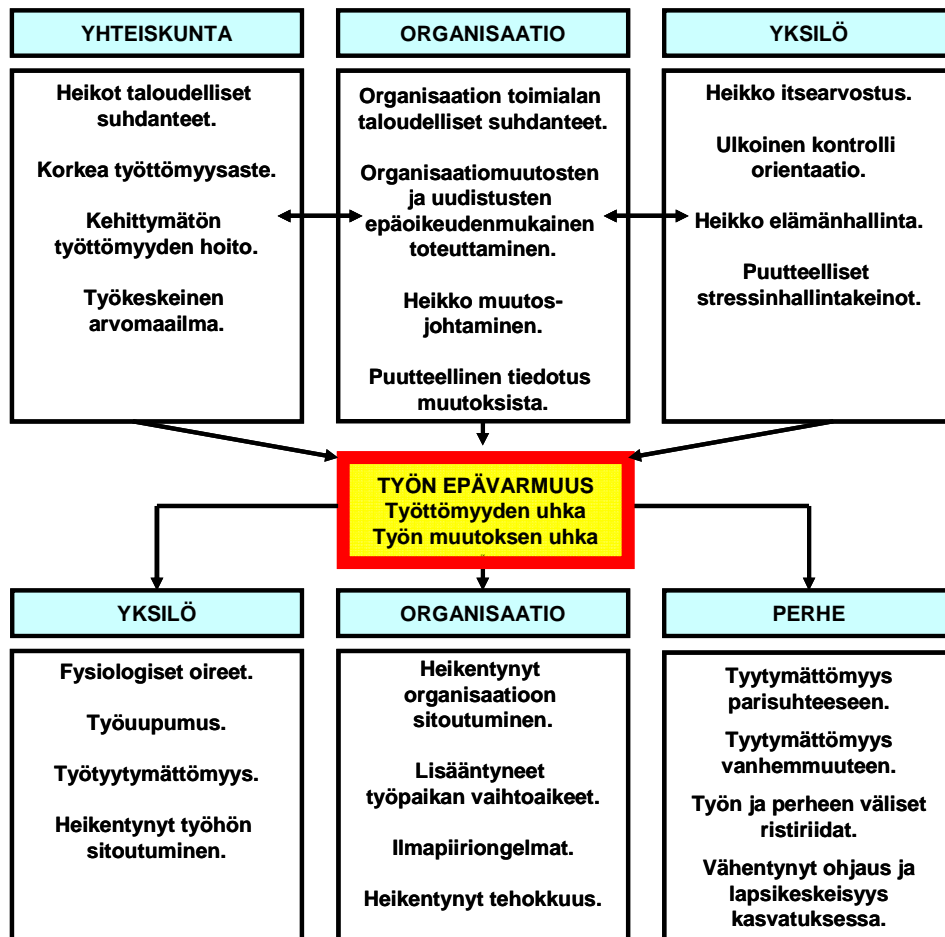 YHTEISKUNTA
Heikot taloudelliset
suhdanteet.
Korkea työttömyysaste.
Kehittymätön
työttömyyden hoito.
Työkeskeinen
arvomaailma.
ORGANISAATIO
Organisaation toimialan
taloudelliset suhdanteet.
Organisaatiomuutosten
ja uudistusten
epäoikeudenmukainen
toteuttaminen.
Heikko muutos-
johtaminen.
Puutteellinen tiedotus
muutoksista.
YKSILÖ
Heikko itsearvostus.
Ulkoinen kontrolli
orientaatio.
Heikko elämänhallinta.
Puutteelliset
stressinhallintakeinot.
TYÖN EPÄVARMUUS
Työttömyyden uhka
Työn muutoksen uhka
YKSILÖ
Fysiologiset oireet.
Työuupumus.
Työtyytymättömyys.
Heikentynyt työhön
sitoutuminen.
ORGANISAATIO
Heikentynyt
organisaatioon
sitoutuminen.
Lisääntyneet
työpaikan vaihtoaikeet.
Ilmapiiriongelmat.
Heikentynyt tehokkuus.
PERHE
Tyytymättömyys
parisuhteeseen.
Tyytymättömyys
vanhemmuuteen.
Työn ja perheen väliset
ristiriidat.
Vähentynyt ohjaus ja
lapsikeskeisyys
kasvatuksessa.